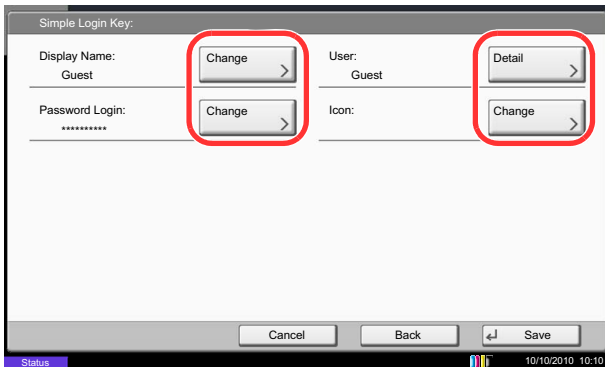 Simple Login Key:
Display Name:
Guest
Change
User:
Guest
Detail
Password Login:
**********
Change
Icon:
Change
Cancel
Back
Save
Status
10/10/2010 10:10